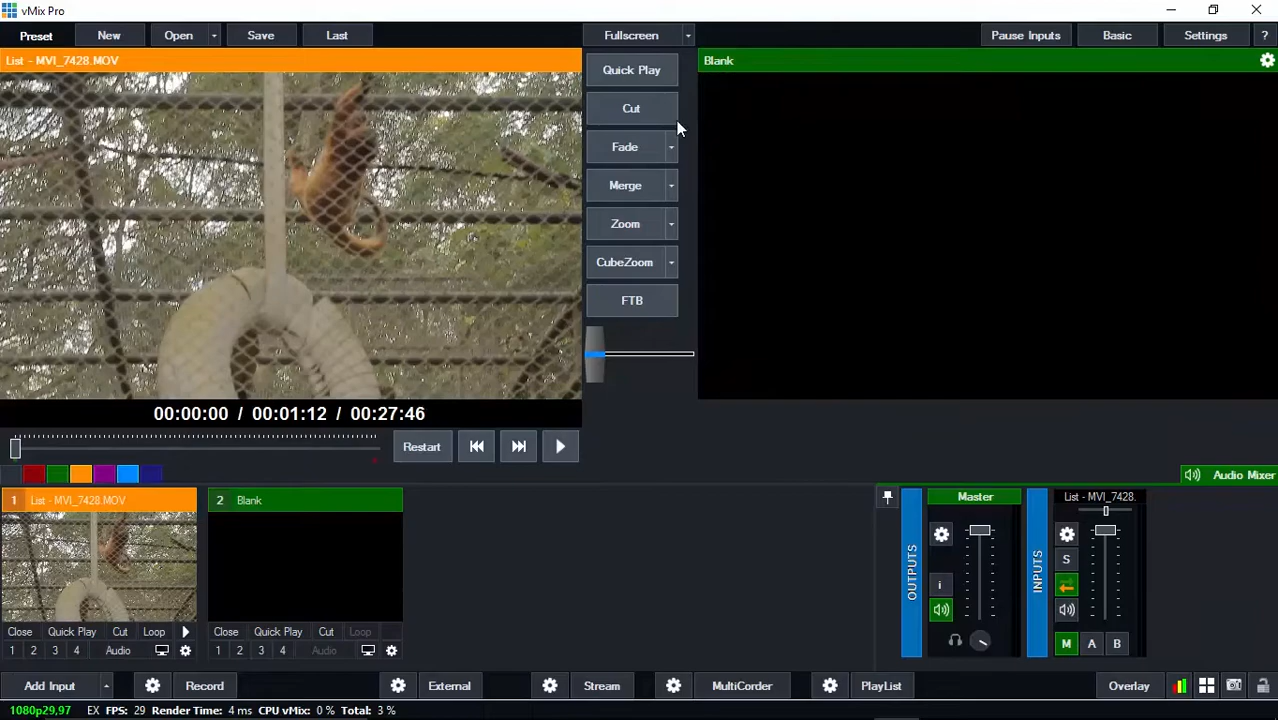 vMix Pro
Preset New Open Save Last Fullscreen Pause Inputs Basic Settings ?
List - MVI_7428.MOV
Quick Play
Blank
Cut
Fade
Merge
Zoom
CubeZoom
FTB
00:00:00 / 00:01:12 / 00:27:46
Restart
Audio Mixer
1 List - MVI_7428.MOV
2 Blank
Master
List - MVI_7428.
OUTPUTS
INPUTS
S
i
M A B
Close Quick Play Cut Loop
1 2 3 4 Audio
Close Quick Play Cut Loop
1 2 3 4 Audio
Add Input Record External Stream MultiCorder PlayList Overlay
1080p29,97 EX FPS: 29 Render Time: 4 ms CPU vMix: 0 % Total: 3 %